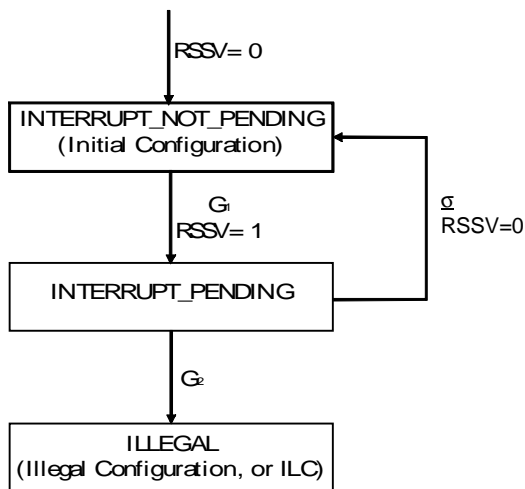 RSSV= 0
INTERRUPT_NOT_PENDING
(Initial Configuration)
G₁
RSSV= 1
σ
RSSV=0
INTERRUPT_PENDING
G₂
ILLEGAL
(Illegal Configuration, or ILC)